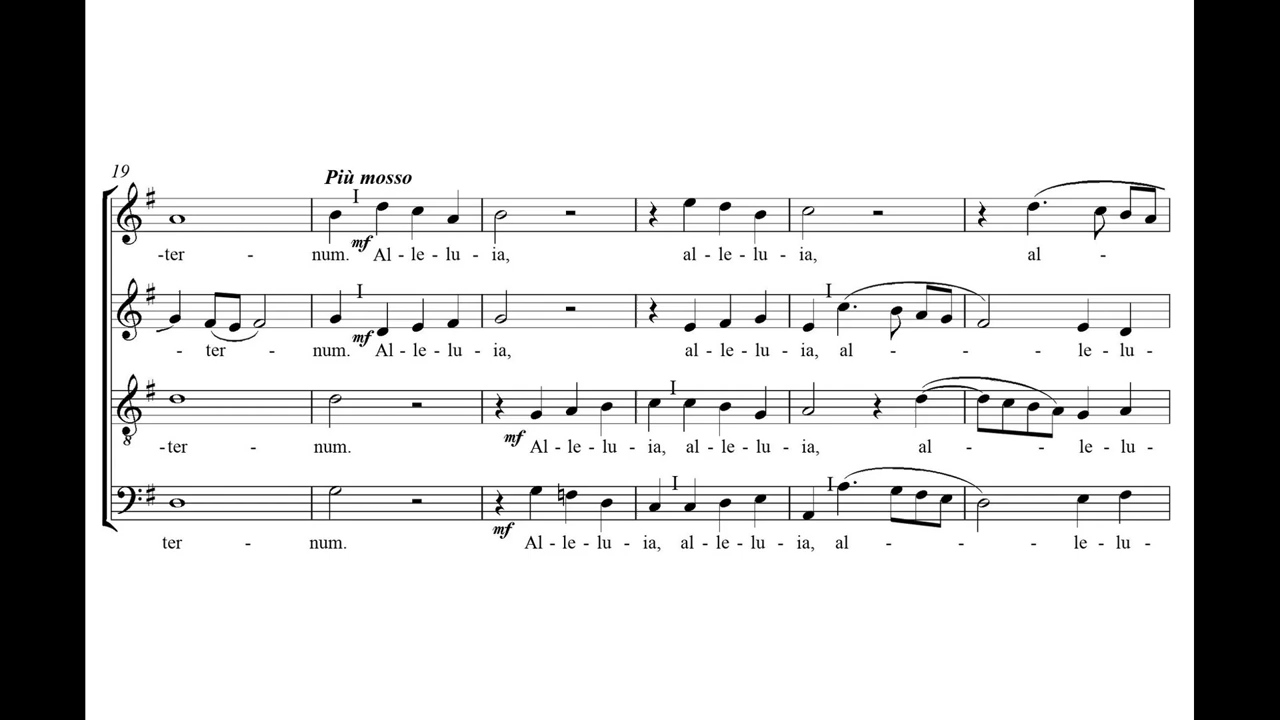 19
Più mosso
I
mf
-ter - num. Al - le - lu - ia, al - le - lu - ia, al -
I I
mf
- ter - num. Al - le - lu - ia, al - le - lu - ia, al - - - le - lu -
I
8
mf
-ter - num. Al - le - lu - ia, al - le - lu - ia, al - - le - lu -
I I
mf
ter - num. Al - le - lu - ia, al - le - lu - ia, al - - - le - lu -